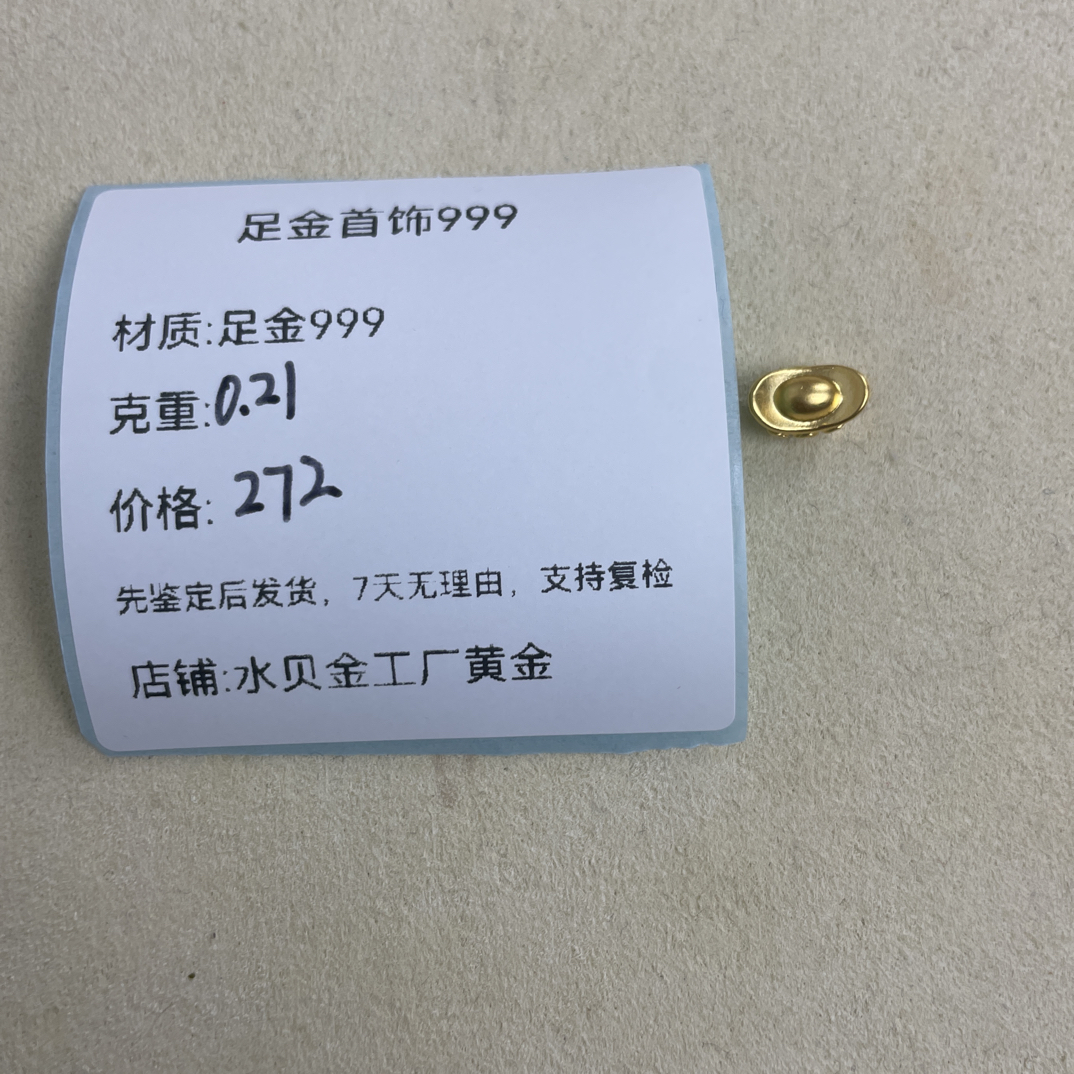 足金首饰999
材质:足金999
克重:0.21
价格:272
先鉴定后发货，7天无理由，支持复检
店铺:水贝金工厂黄金